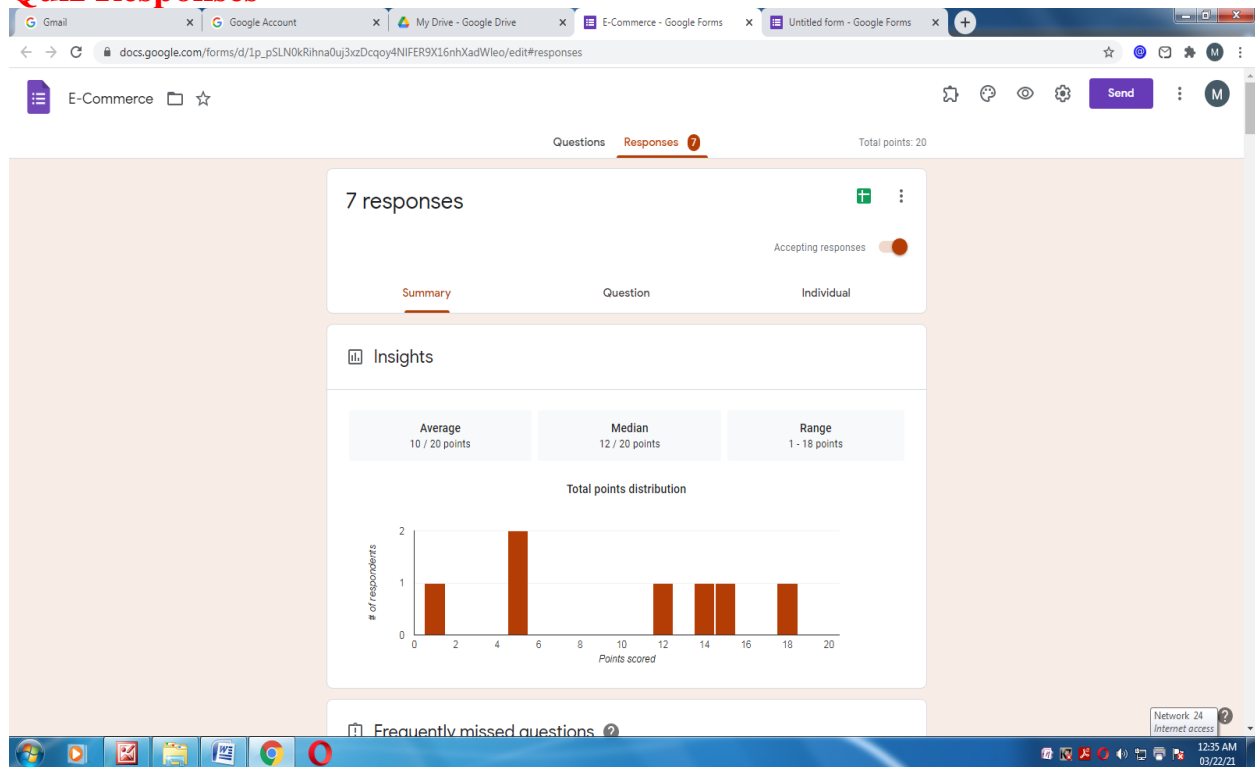 Quiz Responses
Gmail
Google Account
My Drive - Google Drive
E-Commerce - Google Forms
Untitled form - Google Forms
docs.google.com/forms/d/1p_pSLN0kRihna0uj3xzDcqoy4NIFER9X16nhXadWleo/edit#responses
M
E-Commerce
Send
M
Questions
Responses 7
Total points: 20
7 responses
Accepting responses
Summary
Question
Individual
Insights
Average
10 / 20 points
Median
12 / 20 points
Range
1 - 18 points
Total points distribution
# of respondents
2
1
0
0 2 4 6 8 10 12 14 16 18 20
Points scored
Frequently missed questions
Network 24
Internet access
12:35 AM
03/22/21